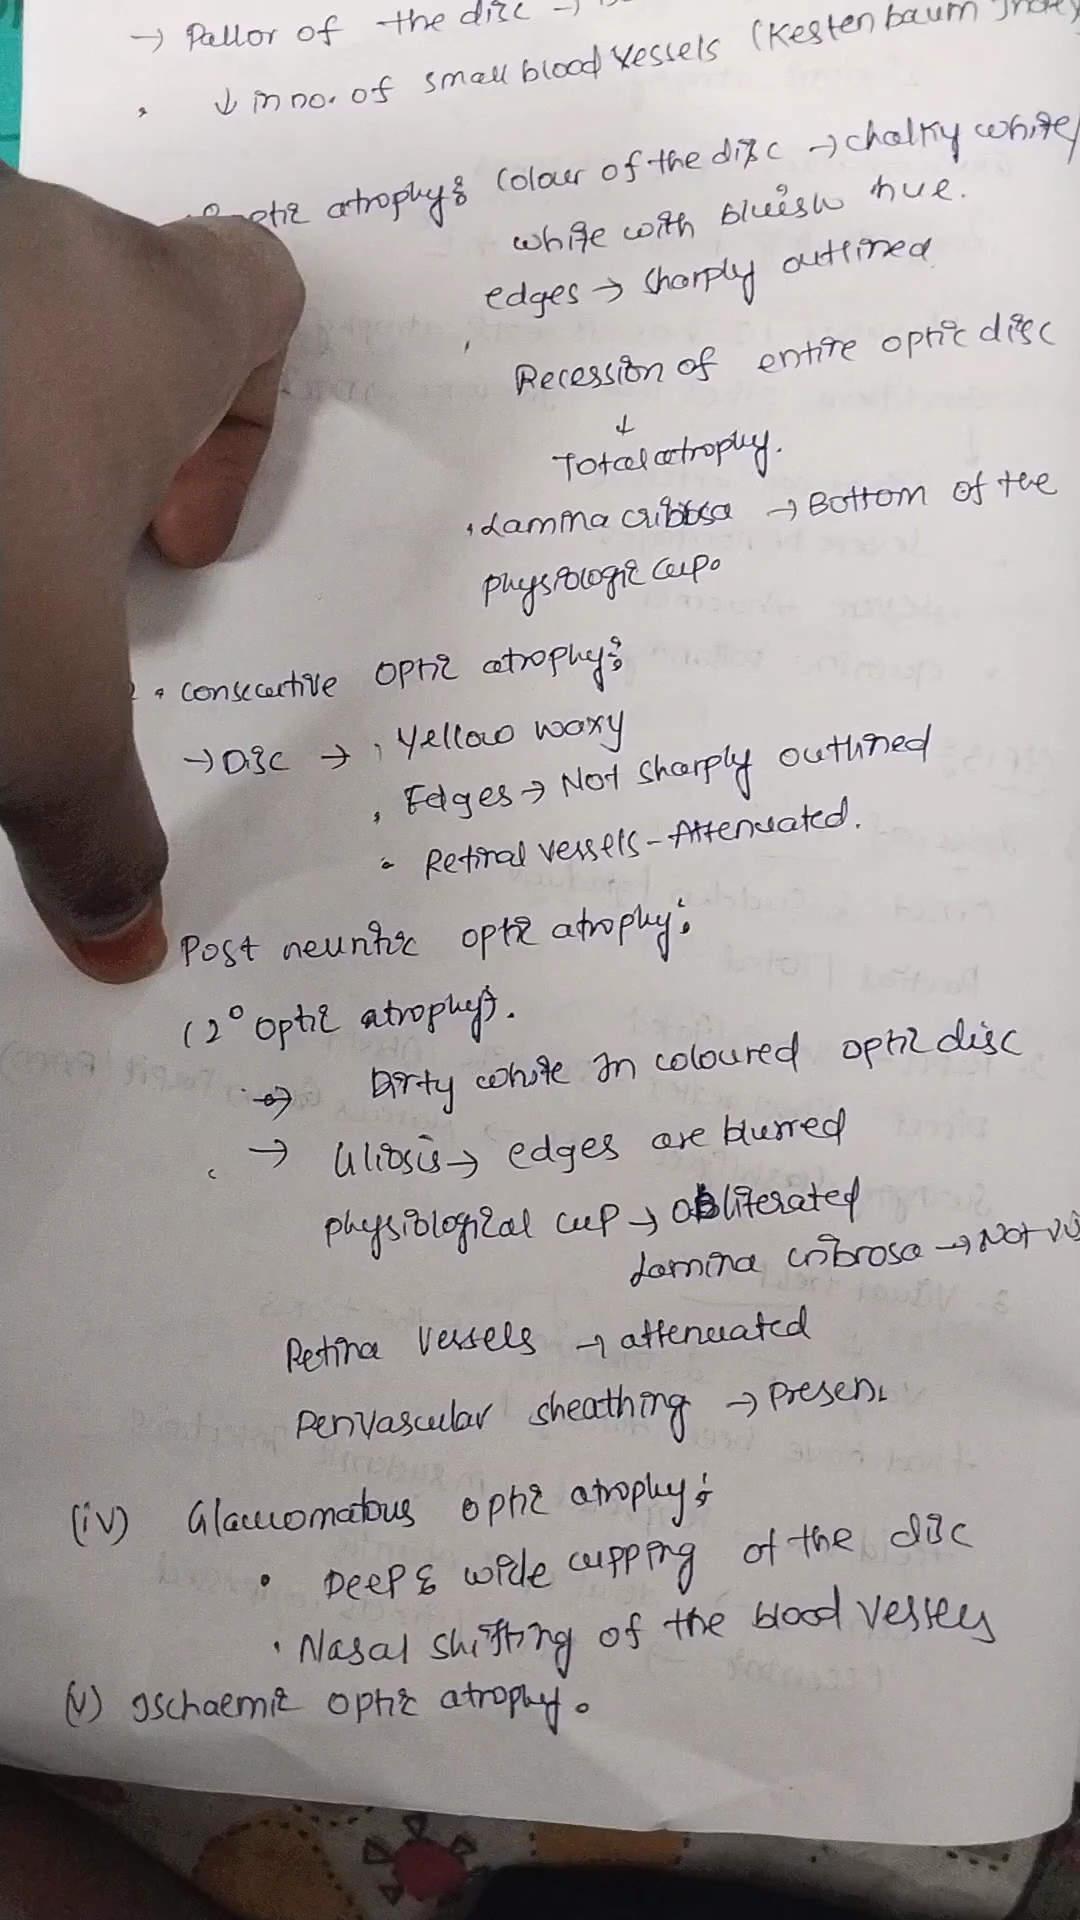 → Pallor of the disc →
↓ in no. of small blood vessels (Kestenbaum Index)
optic atrophy: Colour of the disc → chalky white/
white with blueish hue.
edges → Sharply outlined
Recession of entire optic disc
↓
Total atrophy.
Lamina cribosa → Bottom of the
physiologic cup.
consecutive optic atrophy:
→ Disc → Yellow waxy
Edges → Not sharply outlined
Retinal vessels - Attenuated.
Post neuritic optic atrophy:
(2° optic atrophy).
→ Dirty white in coloured optic disc
→ Gliosis → edges are blurred
physiological cup → Obliterated
Lamina cribrosa → Not
Retina vessels → attenuated
Perivascular sheathing → Present
(iv) Glaucomatous optic atrophy:
• Deep & wide cupping of the disc
• Nasal shifting of the blood vessels
(v) Ischaemic optic atrophy.